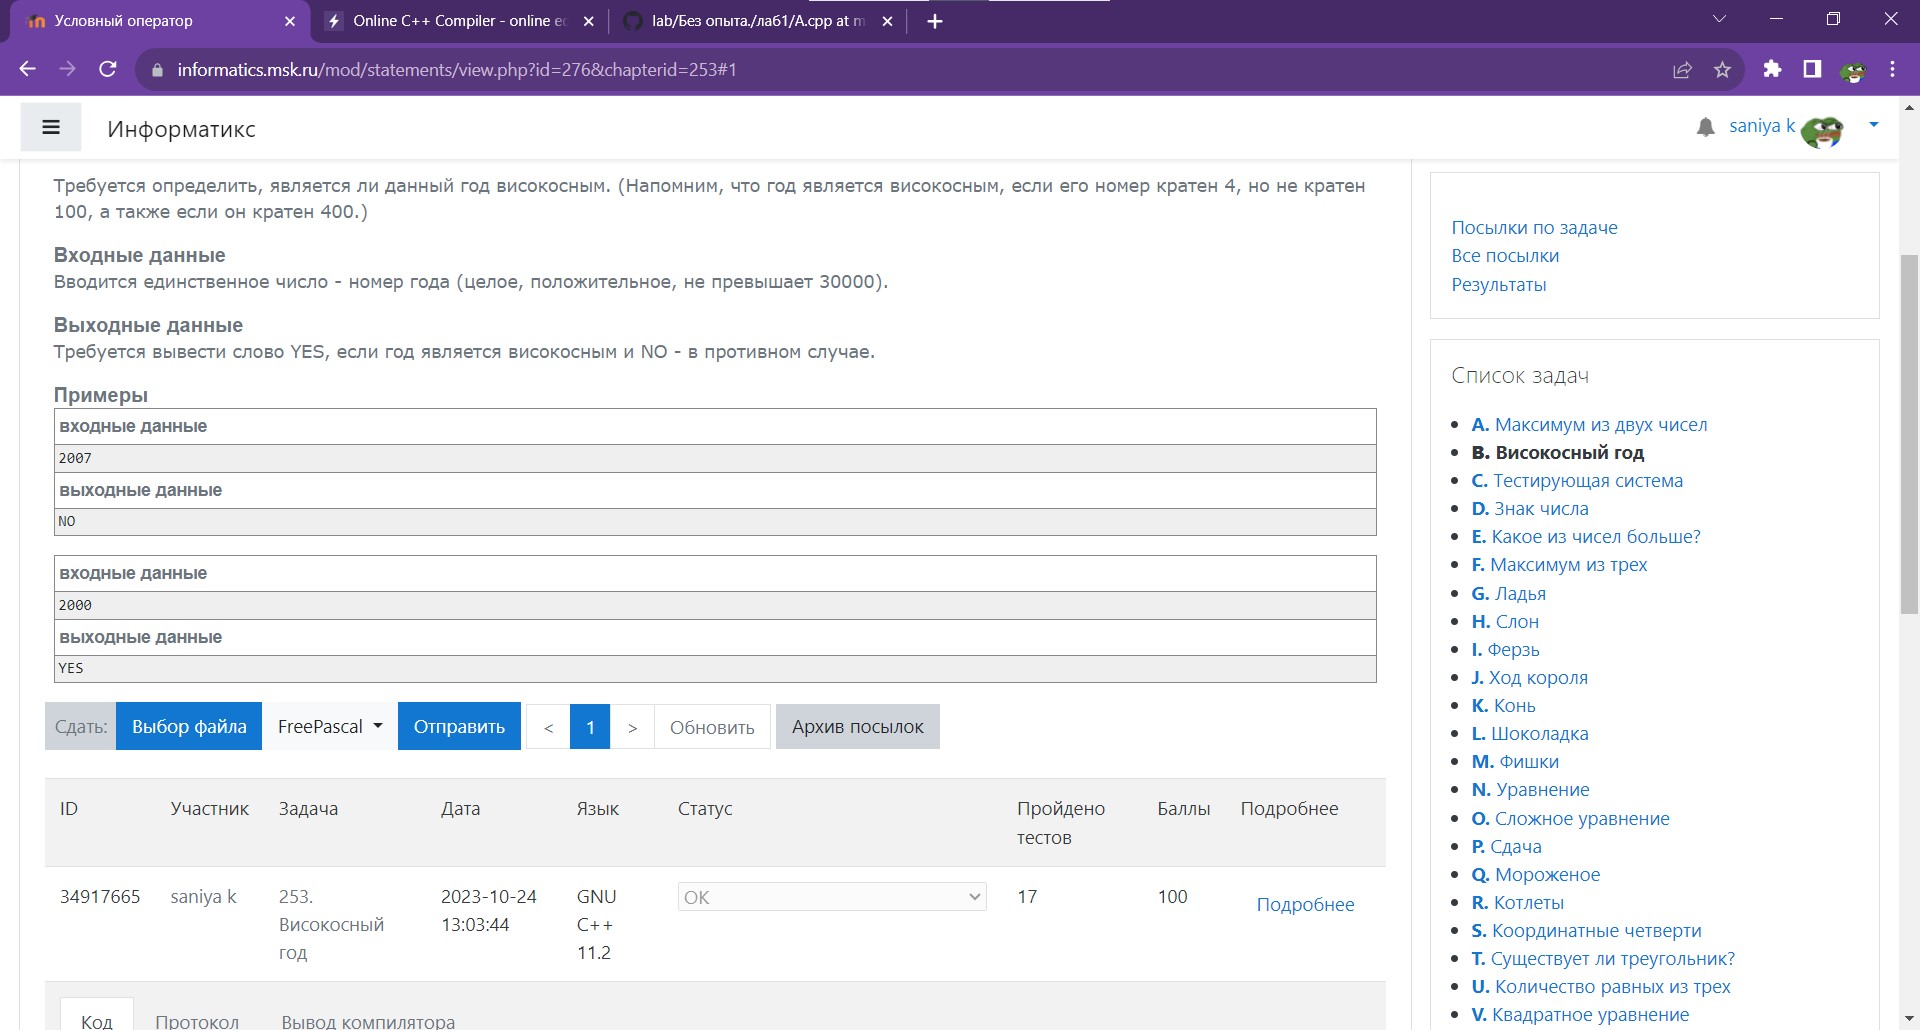 Условный оператор
Online C++ Compiler - online ed
lab/Без опыта./лаб1/A.cpp at m
informatics.msk.ru/mod/statements/view.php?id=276&chapterid=253#1
Информатикс
saniya k
Требуется определить, является ли данный год високосным. (Напомним, что год является високосным, если его номер кратен 4, но не кратен
100, а также если он кратен 400.)
Входные данные
Вводится единственное число - номер года (целое, положительное, не превышает 30000).
Выходные данные
Требуется вывести слово YES, если год является високосным и NO - в противном случае.
Примеры
входные данные
2007
выходные данные
NO
входные данные
2000
выходные данные
YES
Сдать: Выбор файла FreePascal Отправить < 1 > Обновить Архив посылок
ID Участник Задача Дата Язык Статус Пройдено тестов Баллы Подробнее
34917665 saniya k 253. Високосный год 2023-10-24 13:03:44 GNU C++ 11.2 OK 17 100 Подробнее
Код Протокол Вывод компилятора
Посылки по задаче
Все посылки
Результаты
Список задач
A. Максимум из двух чисел
B. Високосный год
C. Тестирующая система
D. Знак числа
E. Какое из чисел больше?
F. Максимум из трех
G. Ладья
H. Слон
I. Ферзь
J. Ход короля
K. Конь
L. Шоколадка
M. Фишки
N. Уравнение
O. Сложное уравнение
P. Сдача
Q. Мороженое
R. Котлеты
S. Координатные четверти
T. Существует ли треугольник?
U. Количество равных из трех
V. Квадратное уравнение